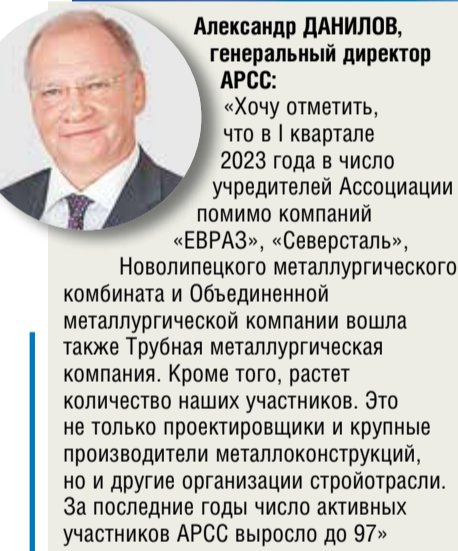 Александр ДАНИЛОВ,
генеральный директор
АРСС:
«Хочу отметить,
что в I квартале
2023 года в число
учредителей Ассоциации
помимо компаний
«ЕВРАЗ», «Северсталь»,
Новолипецкого металлургического
комбината и Объединенной
металлургической компании вошла
также Трубная металлургическая
компания. Кроме того, растет
количество наших участников. Это
не только проектировщики и крупные
производители металлоконструкций,
но и другие организации стройотрасли.
За последние годы число активных
участников АРСС выросло до 97»